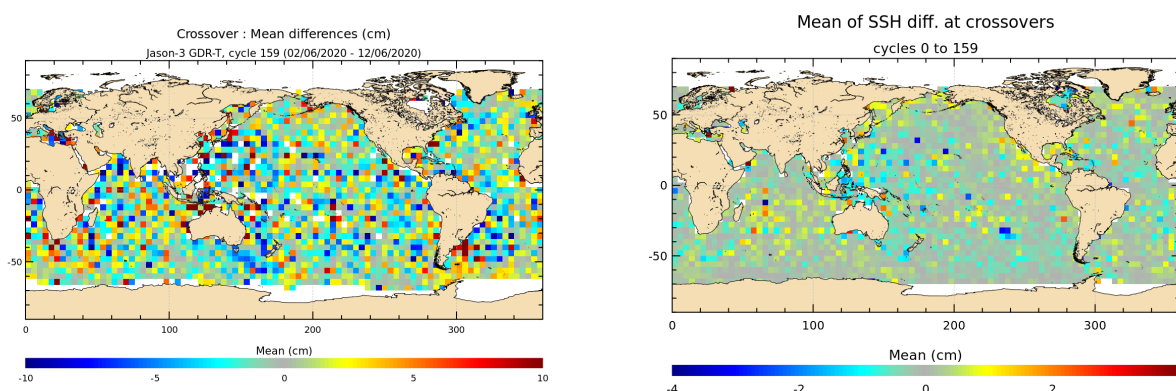 Crossover : Mean differences (cm)
Jason-3 GDR-T, cycle 159 (02/06/2020 - 12/06/2020)
50
0
-50
0 100 200 300
Mean (cm)
-10 -5 0 5 10
Mean of SSH diff. at crossovers
cycles 0 to 159
50
0
-50
0 100 200 300
Mean (cm)
-4 -2 0 2